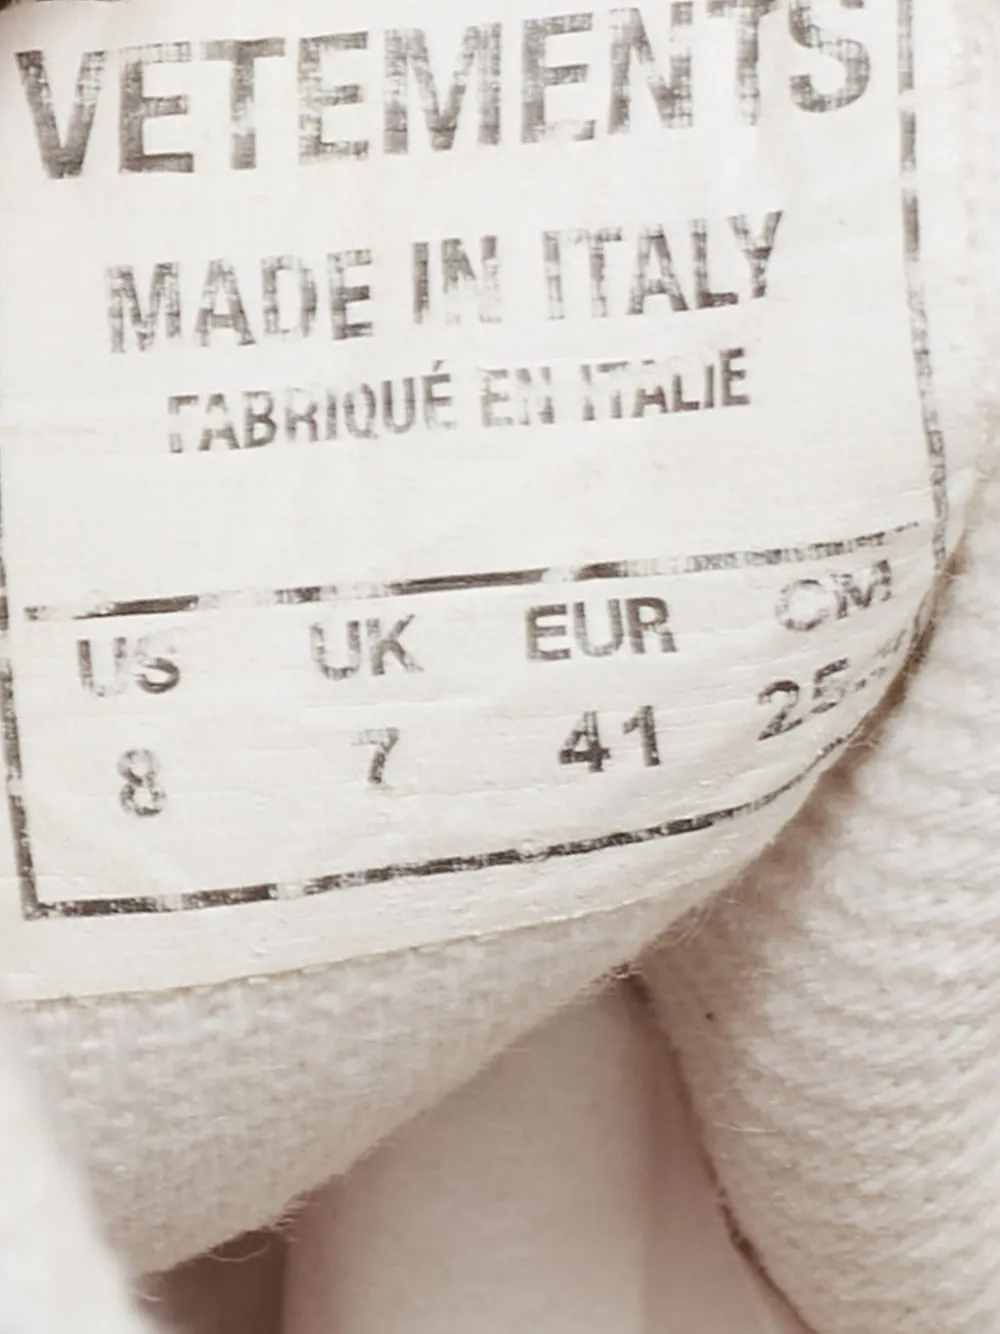 VETEMENTS
MADE IN ITALY
FABRIQUÉ EN ITALIE
US UK EUR CM
8 7 41